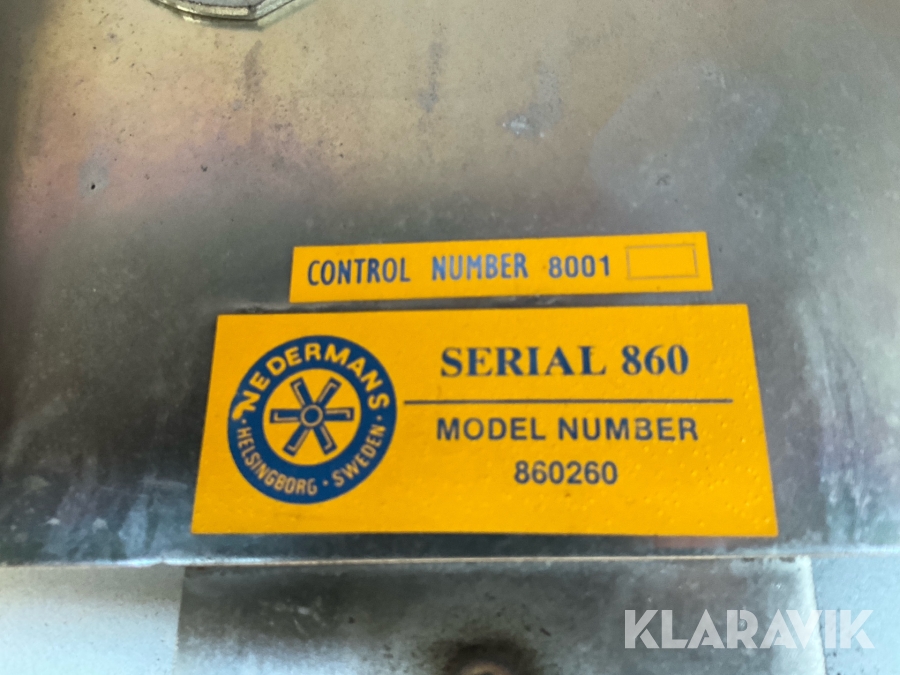 CONTROL NUMBER 8001
NEDERMANS
HELSINGBORG · SWEDEN
SERIAL 860
MODEL NUMBER
860260
KLARAVIK